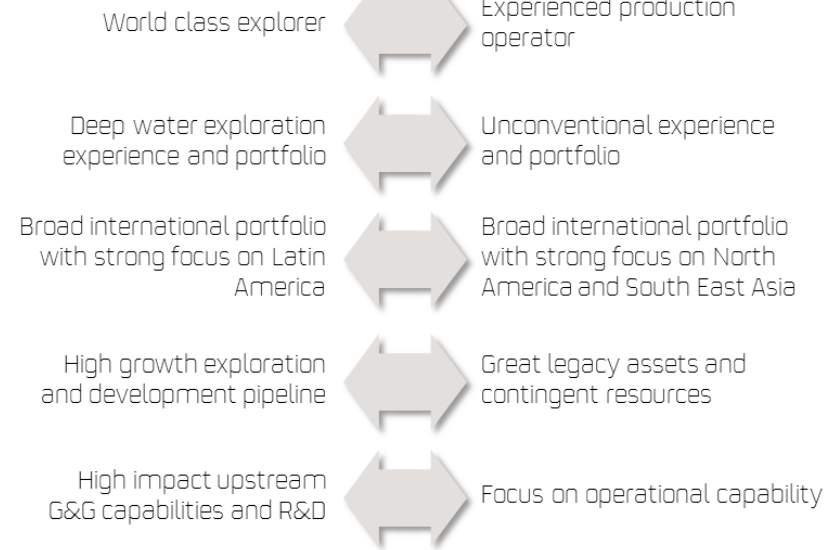 World class explorer
Experienced production
operator
Deep water exploration
experience and portfolio
Unconventional experience
and portfolio
Broad international portfolio
with strong focus on Latin
America
Broad international portfolio
with strong focus on North
America and South East Asia
High growth exploration
and development pipeline
Great legacy assets and
contingent resources
High impact upstream
G&G capabilities and R&D
Focus on operational capability